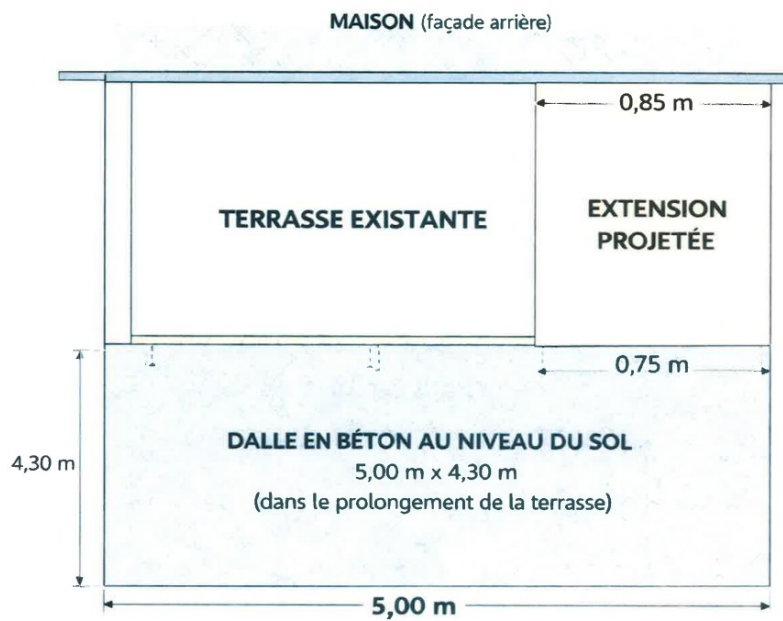 MAISON (façade arrière)
0,85 m
TERRASSE EXISTANTE
EXTENSION
PROJETÉE
0,75 m
4,30 m
DALLE EN BÉTON AU NIVEAU DU SOL
5,00 m x 4,30 m
(dans le prolongement de la terrasse)
5,00 m